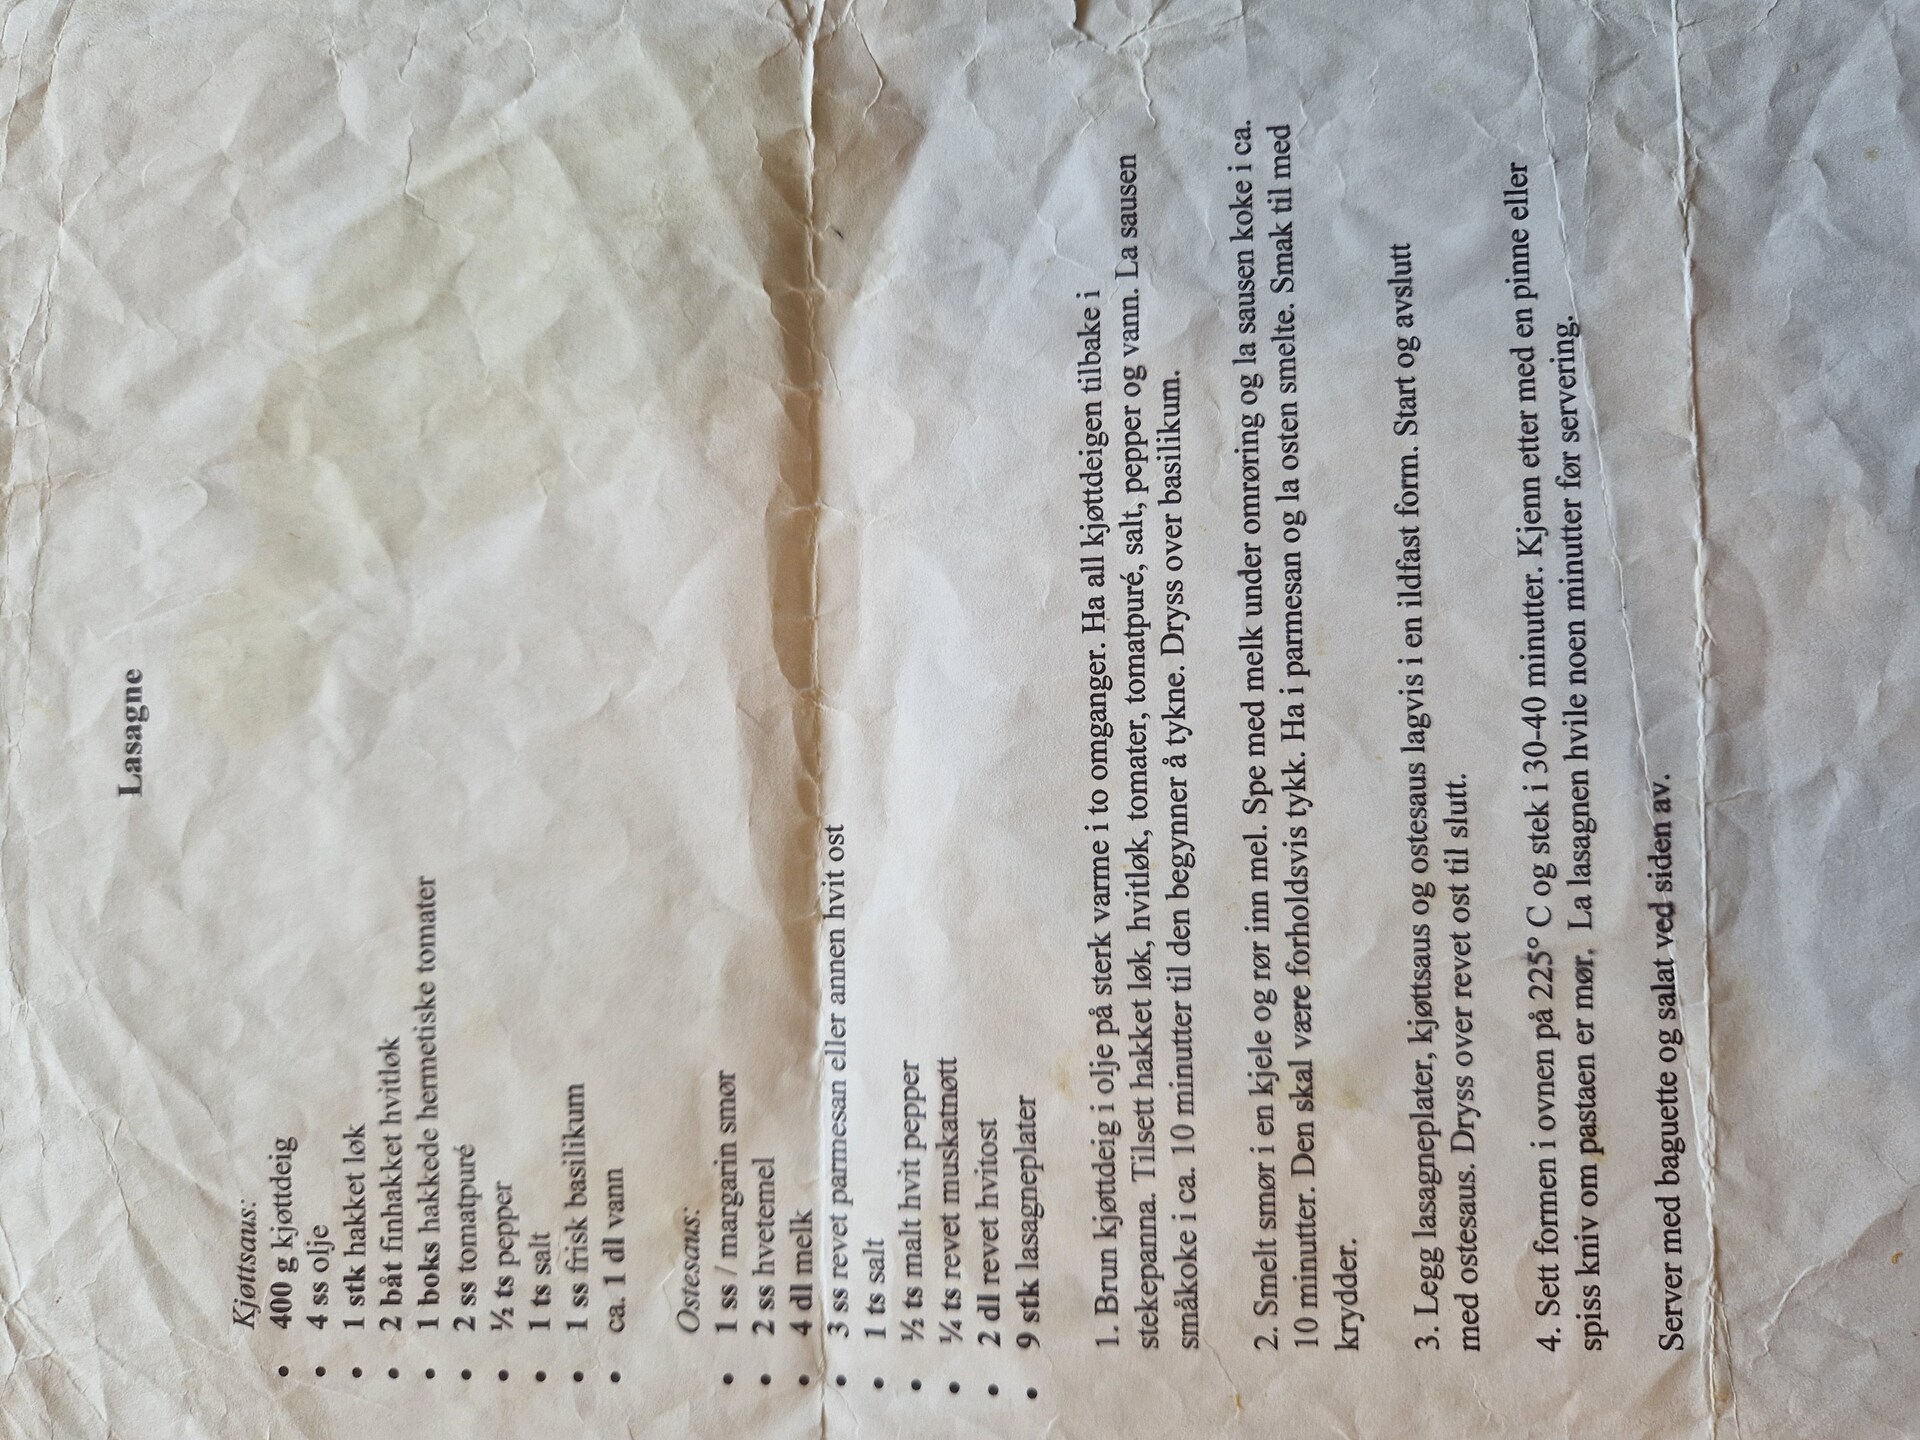 Lasagne
Kjøttsaus:
• 400 g kjøttdeig
• 4 ss olje
• 1 stk hakket løk
• 2 båt finhakket hvitløk
• 1 boks hakkede hermetiske tomater
• 2 ss tomatpuré
• ½ ts pepper
• 1 ts salt
• 1 ss frisk basilikum
• ca. 1 dl vann
Ostesaus:
• 1 ss / margarin smør
• 2 ss hvetemel
• 4 dl melk
• 3 ss revet parmesan eller annen hvit ost
• 1 ts salt
• ½ ts malt hvit pepper
• ¼ ts revet muskatnøtt
• 2 dl revet hvitost
• 9 stk lasagneplater
1. Brun kjøttdeig i olje på sterk varme i to omganger. Ha all kjøttdeigen tilbake i
stekepanna. Tilsett hakket løk, hvitløk, tomater, tomatpuré, salt, pepper og vann. La sausen
småkoke i ca. 10 minutter til den begynner å tykne. Dryss over basilikum.
2. Smelt smør i en kjele og rør inn mel. Spe med melk under omrøring og la sausen koke i ca.
10 minutter. Den skal være forholdsvis tykk. Ha i parmesan og la osten smelte. Smak til med
krydder.
3. Legg lasagneplater, kjøttsaus og ostesaus lagvis i en ildfast form. Start og avslutt
med ostesaus. Dryss over revet ost til slutt.
4. Sett formen i ovnen på 225° C og stek i 30-40 minutter. Kjenn etter med en pinne eller
spiss kniv om pastaen er mør. La lasagnen hvile noen minutter før servering.
Server med baguette og salat ved siden av.